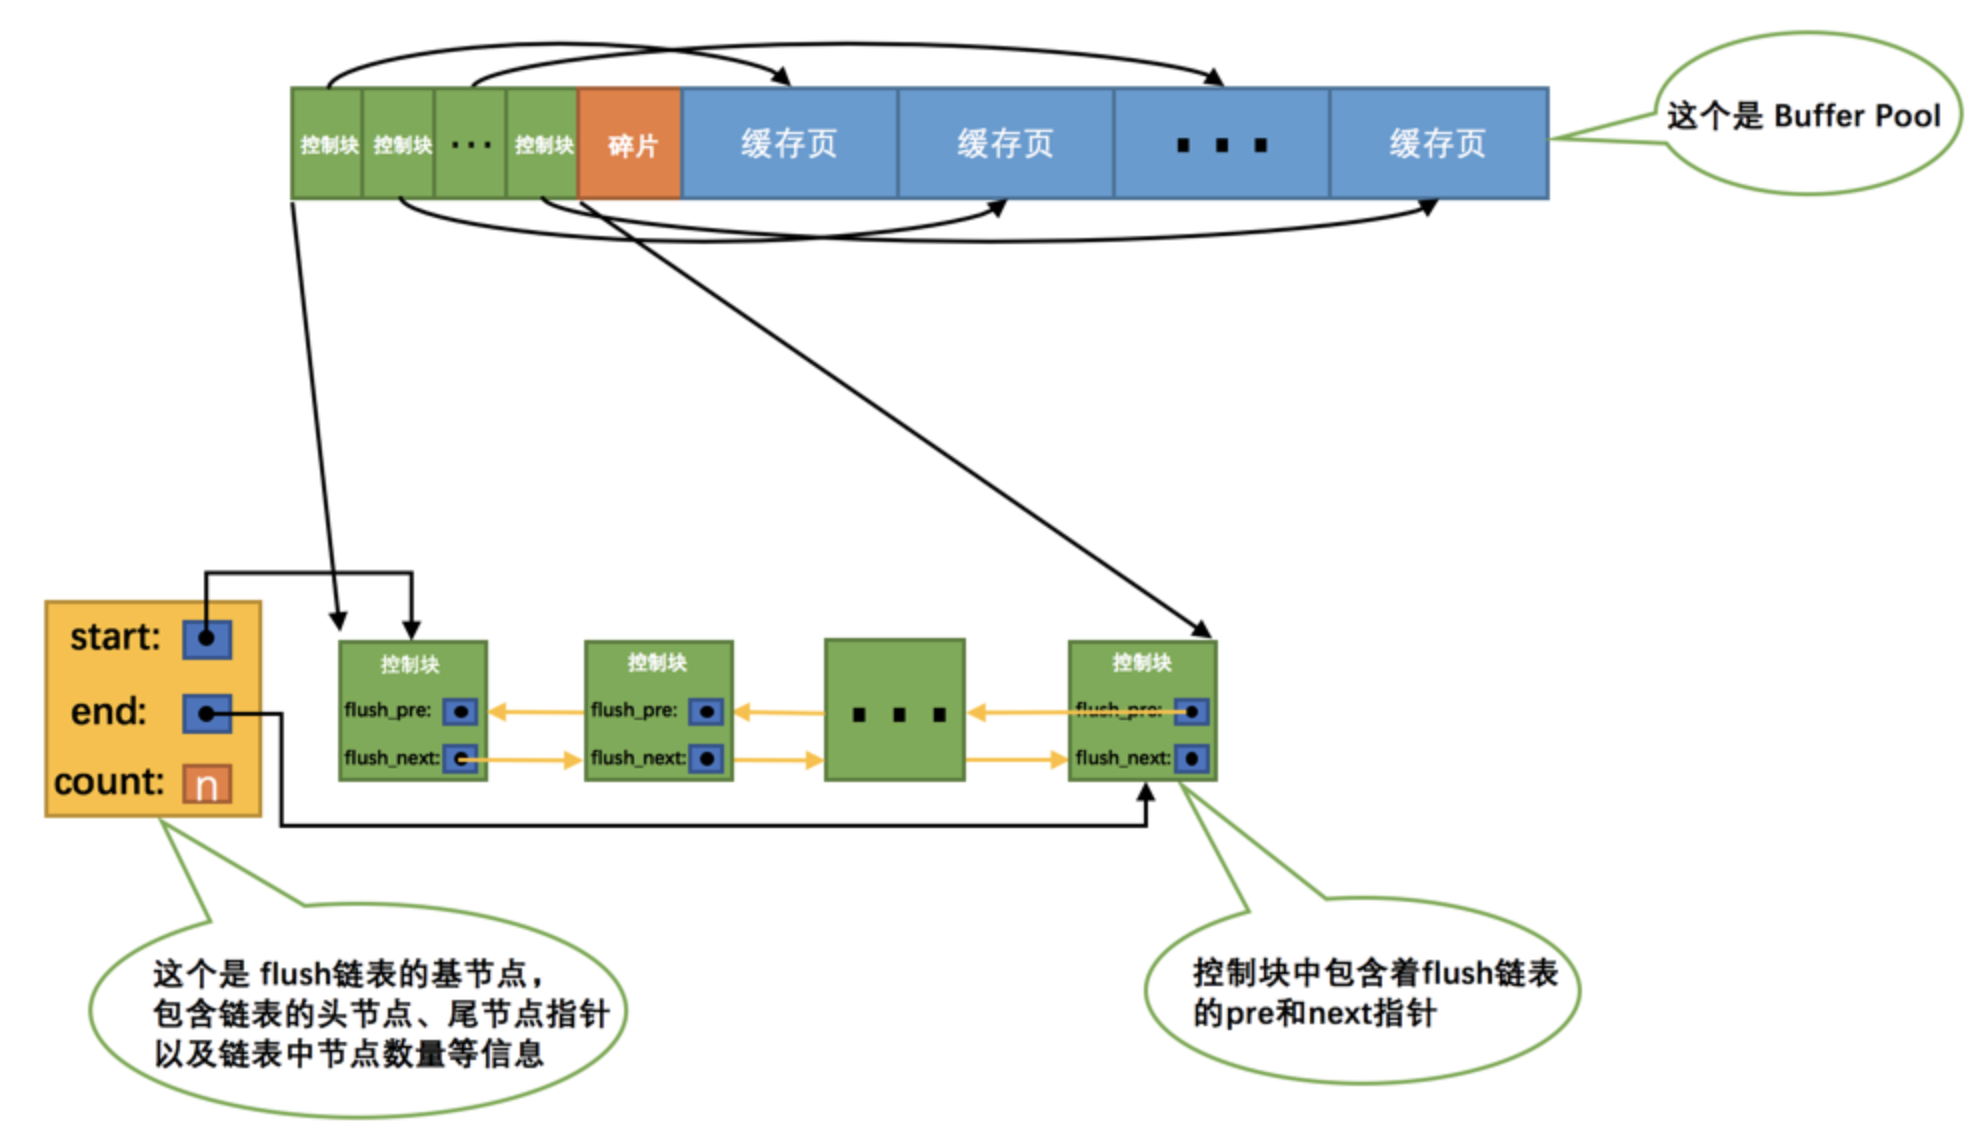 控制块 控制块 ··· 控制块 碎片 缓存页 缓存页 ... 缓存页
这个是 Buffer Pool
start:
end:
count: n
控制块
flush_pre:
flush_next:
控制块
flush_pre:
flush_next:
...
控制块
flush_pre:
flush_next:
这个是 flush链表的基节点，
包含链表的头节点、尾节点指针
以及链表中节点数量等信息
控制块中包含着flush链表
的pre和next指针